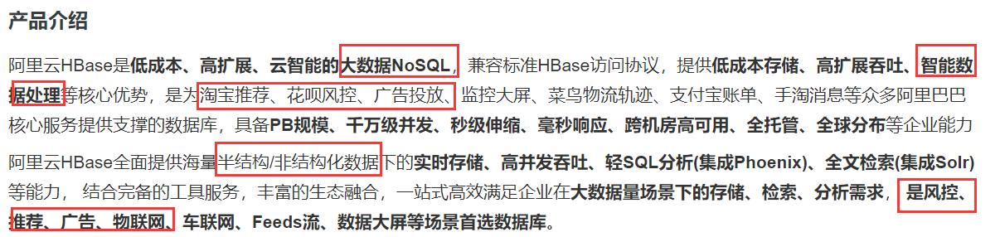 产品介绍
阿里云HBase是低成本、高扩展、云智能的大数据NoSQL，兼容标准HBase访问协议，提供低成本存储、高扩展吞吐、智能数
据处理等核心优势，是为淘宝推荐、花呗风控、广告投放、监控大屏、菜鸟物流轨迹、支付宝账单、手淘消息等众多阿里巴巴
核心服务提供支撑的数据库，具备PB规模、千万级并发、秒级伸缩、毫秒响应、跨机房高可用、全托管、全球分布等企业能力
阿里云HBase全面提供海量半结构/非结构化数据下的实时存储、高并发吞吐、轻SQL分析(集成Phoenix)、全文检索(集成Solr)
等能力， 结合完备的工具服务，丰富的生态融合，一站式高效满足企业在大数据量场景下的存储、检索、分析需求， 是风控、
推荐、广告、物联网、车联网、Feeds流、数据大屏等场景首选数据库。